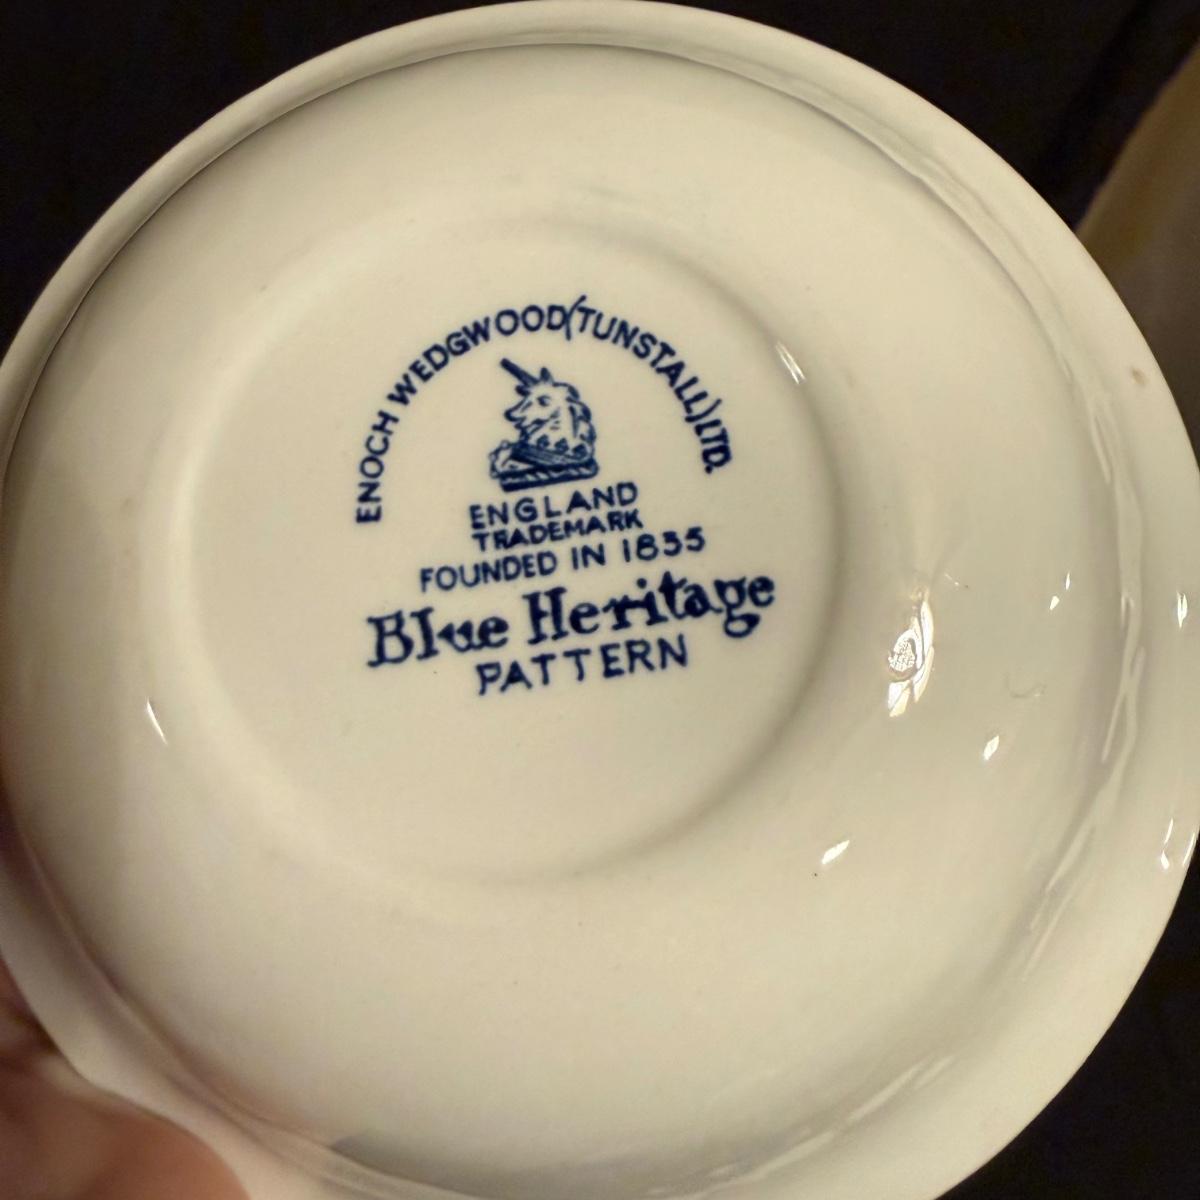 ENOCH WEDGWOOD (TUNSTALL) LTD.
ENGLAND
TRADEMARK
FOUNDED IN 1835
Blue Heritage
PATTERN